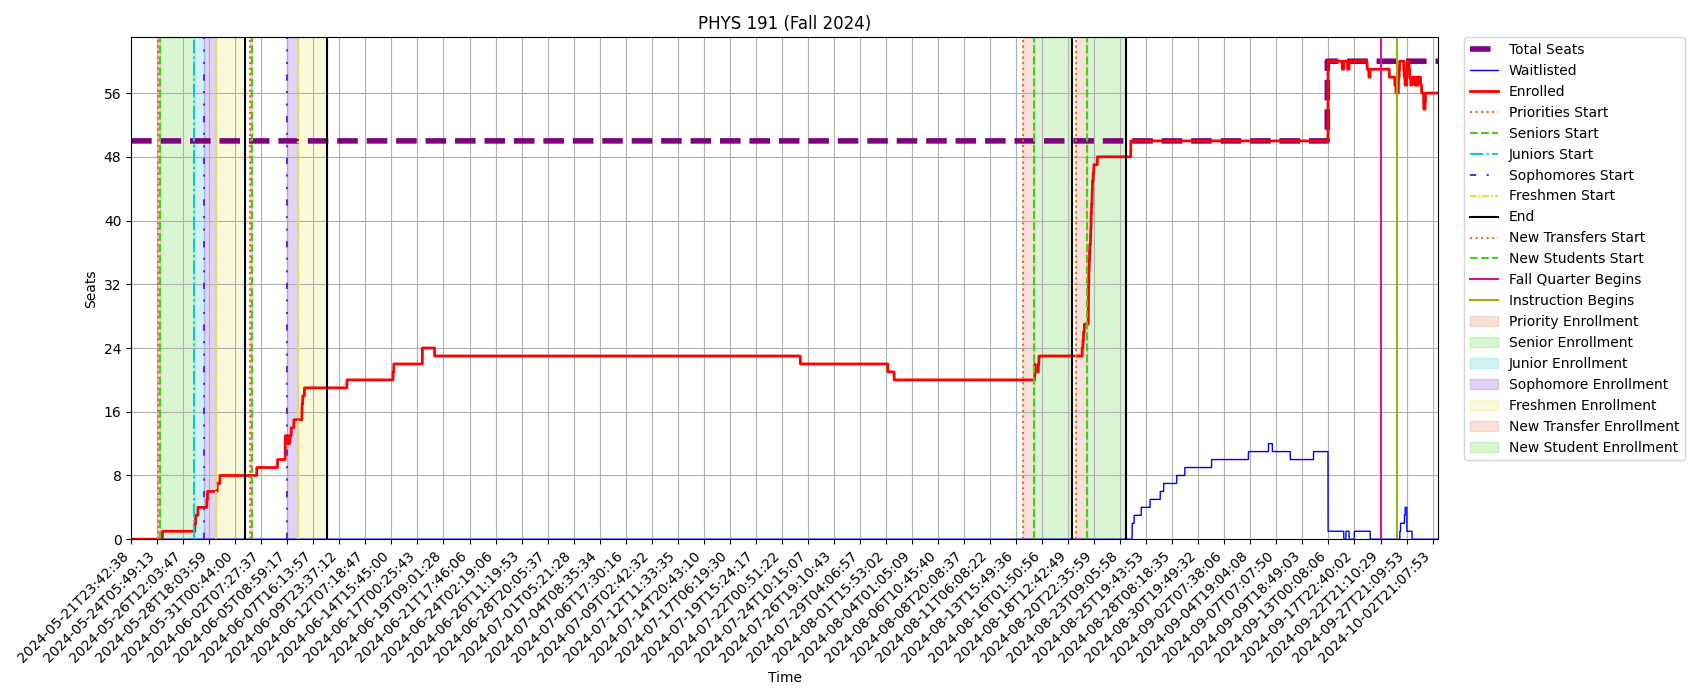 PHYS 191 (Fall 2024)
Seats
56
48
40
32
24
16
8
0
2024-05-21T23:42:38
2024-05-24T05:49:13
2024-05-26T12:03:47
2024-05-28T18:03:59
2024-05-31T00:44:00
2024-06-02T07:27:37
2024-06-05T08:59:17
2024-06-07T16:13:57
2024-06-09T23:37:12
2024-06-12T07:18:47
2024-06-14T15:45:00
2024-06-19T09:25:43
2024-06-19T09:01:28
2024-06-21T17:46:06
2024-06-24T02:19:06
2024-06-26T11:19:53
2024-06-28T20:05:37
2024-07-01T05:21:28
2024-07-04T08:35:34
2024-07-06T17:30:16
2024-07-09T02:42:32
2024-07-12T11:33:35
2024-07-14T20:43:10
2024-07-17T06:19:30
2024-07-19T15:24:17
2024-07-22T00:51:22
2024-07-24T10:15:07
2024-07-26T19:10:43
2024-07-29T04:06:57
2024-08-01T15:53:02
2024-08-04T01:05:09
2024-08-06T10:45:40
2024-08-08T20:08:37
2024-08-11T06:08:22
2024-08-13T15:49:36
2024-08-16T01:50:56
2024-08-18T12:42:49
2024-08-20T22:35:59
2024-08-23T09:05:58
2024-08-25T19:43:53
2024-08-28T08:18:35
2024-08-30T19:49:32
2024-09-02T07:38:06
2024-09-04T19:04:08
2024-09-07T07:07:50
2024-09-09T18:49:03
2024-09-13T00:08:06
2024-09-17T22:40:02
2024-09-22T21:10:29
2024-09-27T21:09:53
2024-10-02T21:07:53
Time
Total Seats
Waitlisted
Enrolled
Priorities Start
Seniors Start
Juniors Start
Sophomores Start
Freshmen Start
End
New Transfers Start
New Students Start
Fall Quarter Begins
Instruction Begins
Priority Enrollment
Senior Enrollment
Junior Enrollment
Sophomore Enrollment
Freshmen Enrollment
New Transfer Enrollment
New Student Enrollment